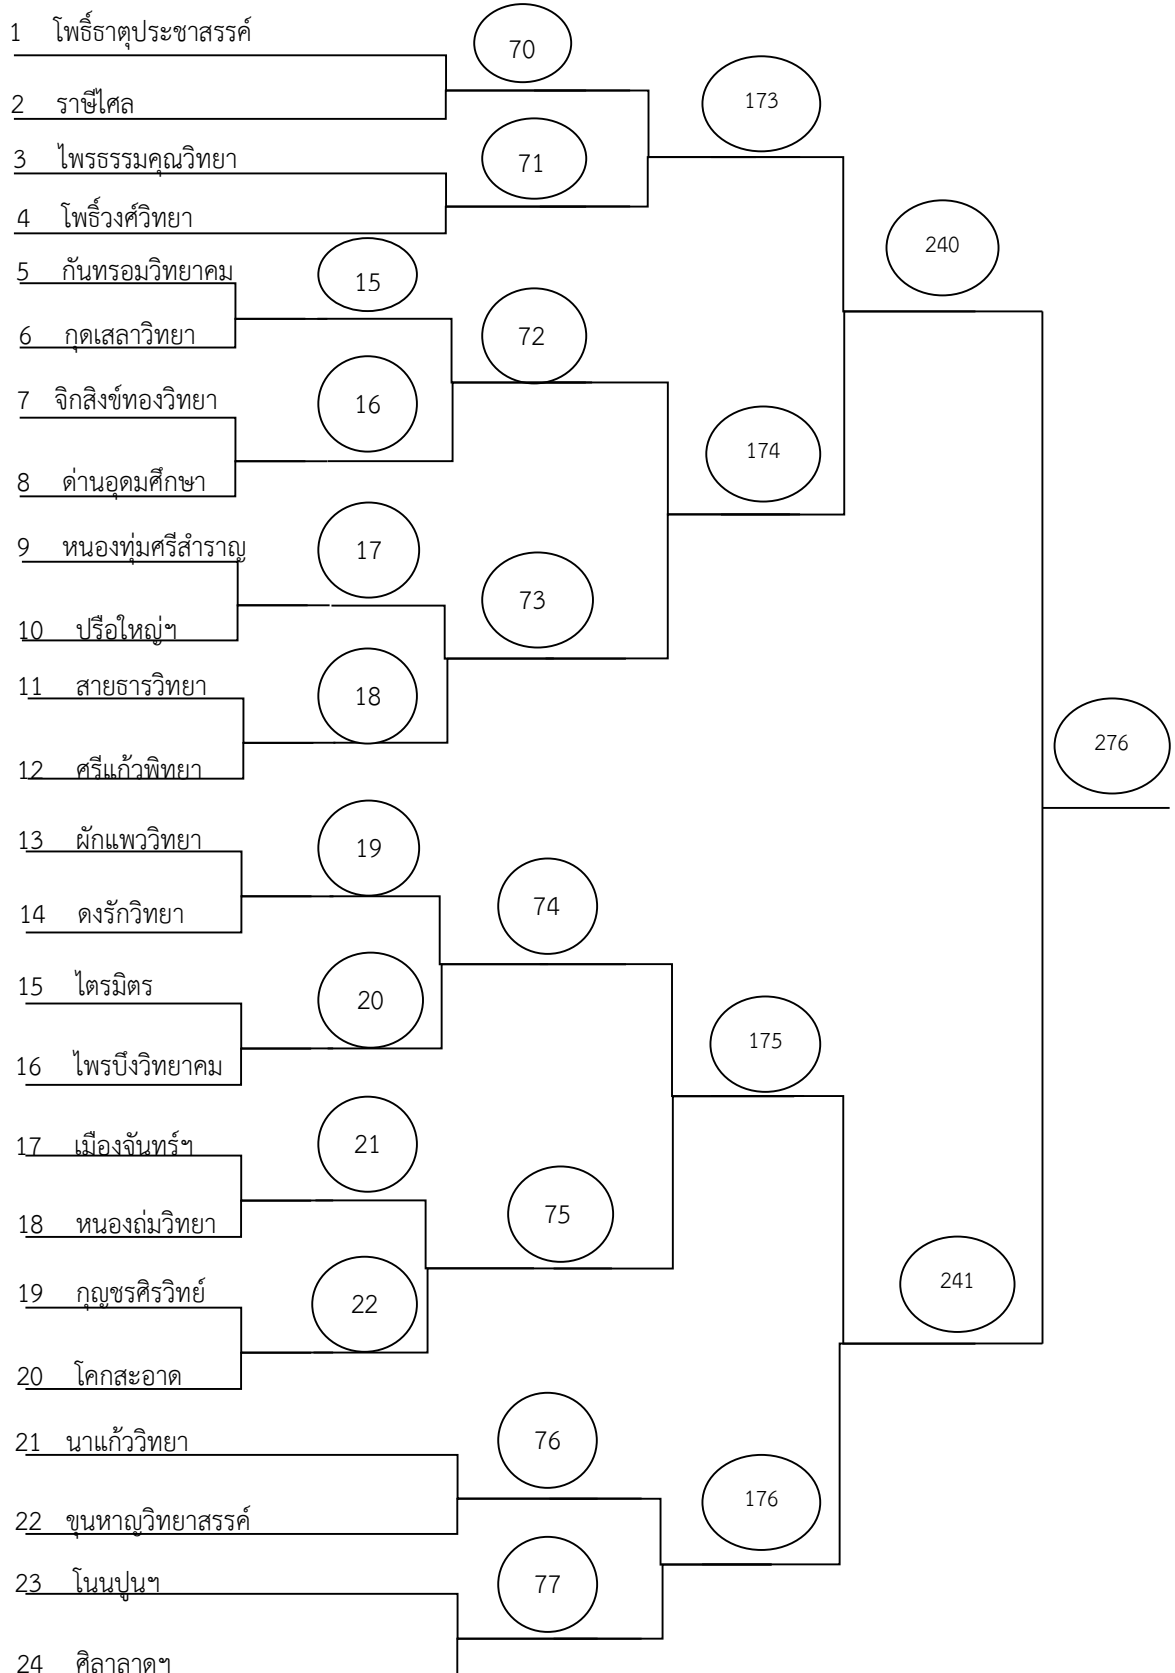 1 โพธิ์ธาตุประชาสรรค์
70
173
2 ราษีไศล
3 ไพรธรรมคุณวิทยา
71
4 โพธิ์วงศ์วิทยา
240
5 กันทรอมวิทยาคม
15
6 กุดเสลาวิทยา
72
7 จิกสิงข์ทองวิทยา
16
174
8 ด่านอุดมศึกษา
9 หนองทุ่มศรีสำราญ
17
73
10 ปรือใหญ่ฯ
11 สายธารวิทยา
18
276
12 ศรีแก้วพิทยา
13 ผักแพววิทยา
19
74
14 ดงรักวิทยา
15 ไตรมิตร
20
175
16 ไพรบึงวิทยาคม
17 เมืองจันทร์ฯ
21
75
18 หนองถ่มวิทยา
241
19 กุญชรศิรวิทย์
22
20 โคกสะอาด
21 นาแก้ววิทยา
76
176
22 ขุนหาญวิทยาสรรค์
23 โนนปูนฯ
77
24 ศิลาลาดฯ